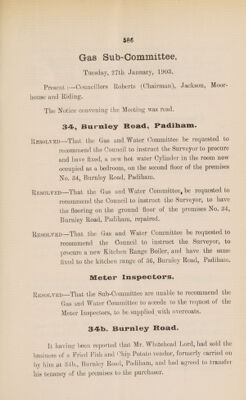 586
Gas Sub-Committee,
Tuesday, 27th January, 1903.
Present :—Councillors Roberts (Chairman), Jackson, Moor-
house and Riding.
The Notice convening the Meeting was read.
34, Burnley Road, Padiham.
Resolved—That the Gas and Water Committee be requested to
recommend the Council to instruct the Surveyor to procure
and have fixed, a new hot water Cylinder in the room now
occupied as a bedroom, on the second floor of the premises
No. 34, Burnley Road, Padiham.
Resolved—That the Gas and Water Committee, be requested to
recommend the Council to instruct the Surveyor, to have
the flooring on the ground floor of the premises No. 34,
Burnley Road, Padiham, repaired.
Resolved—That the Gas and Water Committee be requested to
recommend the Council to instruct the Surveyor, to
procure a new Kitchen Range Boiler, and have the same
fixed to the kitchen range of 36, Burnley Road, Padiham.
Meter Inspectors.
Resolved—That the Sub-Committee are unable to recommend the
Gas and Water Committee to accede to the request of the
Meter Inspectors, to be supplied with overcoats.
34b. Burnley Road.
It having been reported that Mr. Whitehead Lord, had sold the
business of a Fried Fish and Chip Potato vendor, formerly carried on
by him at 34b, Burnley Road, Padiham, and had agreed to transfer
his tenancy of the premises to the purchaser.